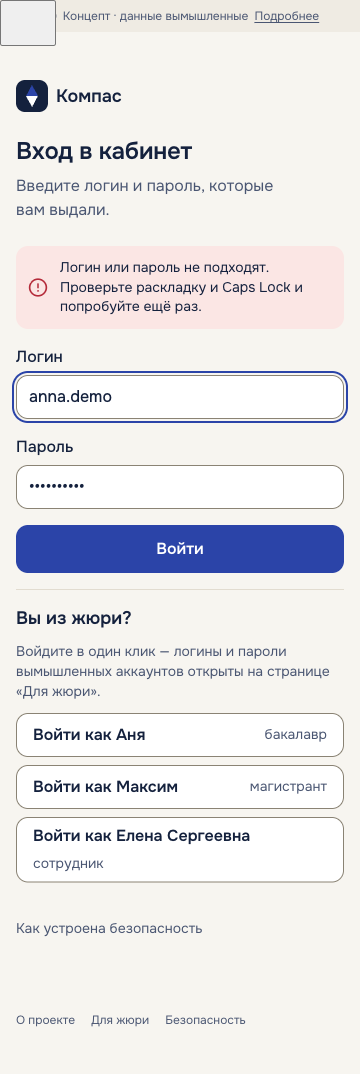 Концепт · данные вымышленные Подробнее
Компас
Вход в кабинет
Введите логин и пароль, которые
вам выдали.
Логин или пароль не подходят.
Проверьте раскладку и Caps Lock и
попробуйте ещё раз.
Логин
anna.demo
Пароль
••••••••••
Войти
Вы из жюри?
Войдите в один клик — логины и пароли
вымышленных аккаунтов открыты на странице
«Для жюри».
Войти как Аня бакалавр
Войти как Максим магистрант
Войти как Елена Сергеевна
сотрудник
Как устроена безопасность
О проекте Для жюри Безопасность